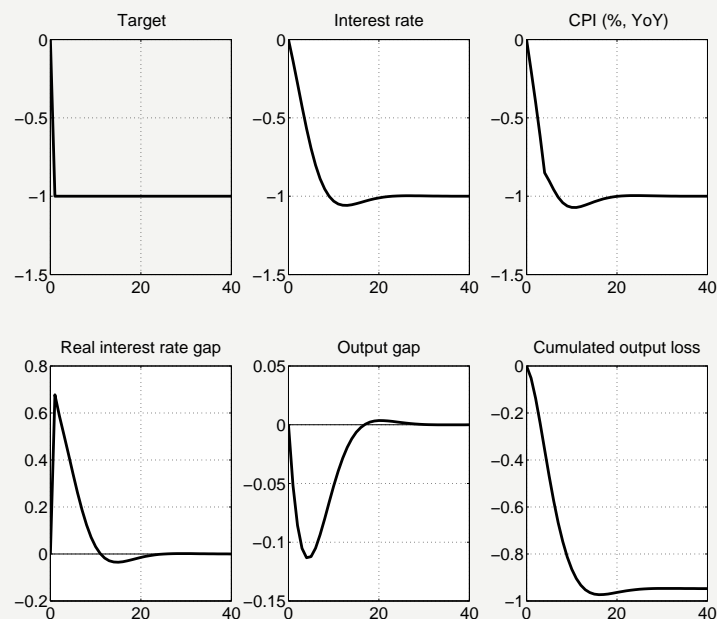 Target
0
−0.5
−1
−1.5
0 20 40
Interest rate
0
−0.5
−1
−1.5
0 20 40
CPI (%, YoY)
0
−0.5
−1
−1.5
0 20 40
Real interest rate gap
0.8
0.6
0.4
0.2
0
−0.2
0 20 40
Output gap
0.05
0
−0.05
−0.1
−0.15
0 20 40
Cumulated output loss
0
−0.2
−0.4
−0.6
−0.8
−1
0 20 40